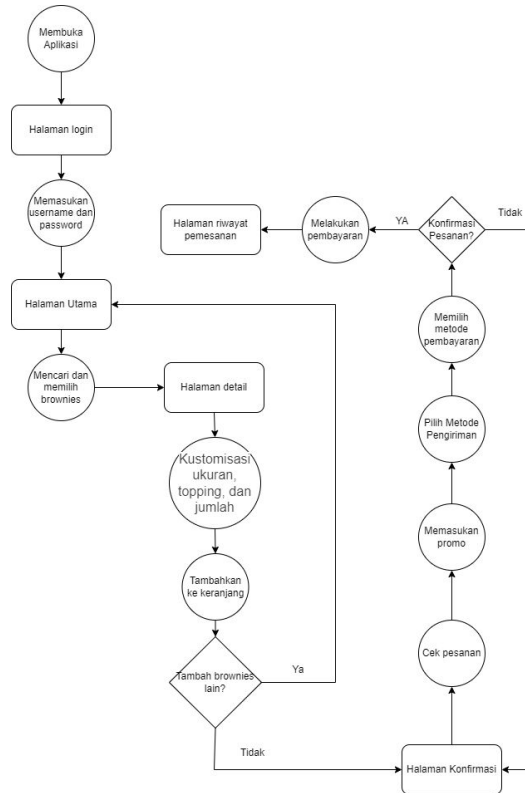 Membuka
Aplikasi
Halaman login
Memasukan
username dan
password
Halaman Utama
Mencari dan
memilih
brownies
Halaman detail
Kustomisasi
ukuran,
topping, dan
jumlah
Tambahkan
ke keranjang
Tambah brownies
lain?
Ya
Tidak
Halaman Konfirmasi
Cek pesanan
Memasukan
promo
Pilih Metode
Pengiriman
Memilih
metode
pembayaran
Konfirmasi
Pesanan?
Tidak
YA
Melakukan
pembayaran
Halaman riwayat
pemesanan